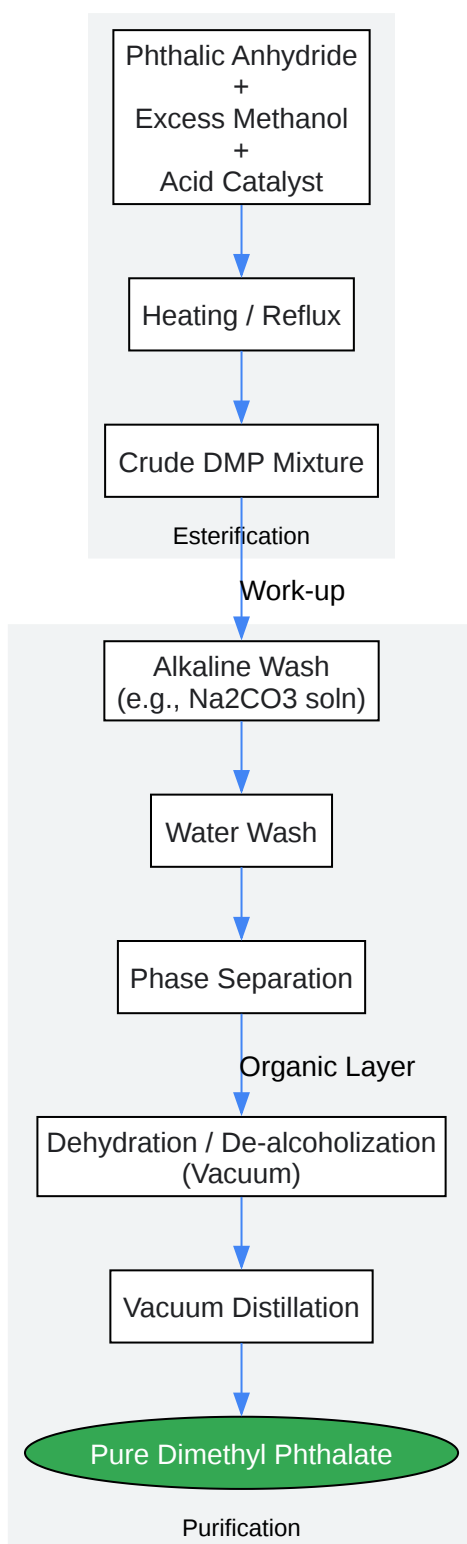 Phthalic Anhydride
+
Excess Methanol
+
Acid Catalyst
Heating / Reflux
Crude DMP Mixture
Esterification
Work-up
Alkaline Wash
(e.g., Na2CO3 soln)
Water Wash
Phase Separation
Organic Layer
Dehydration / De-alcoholization
(Vacuum)
Vacuum Distillation
Pure Dimethyl Phthalate
Purification